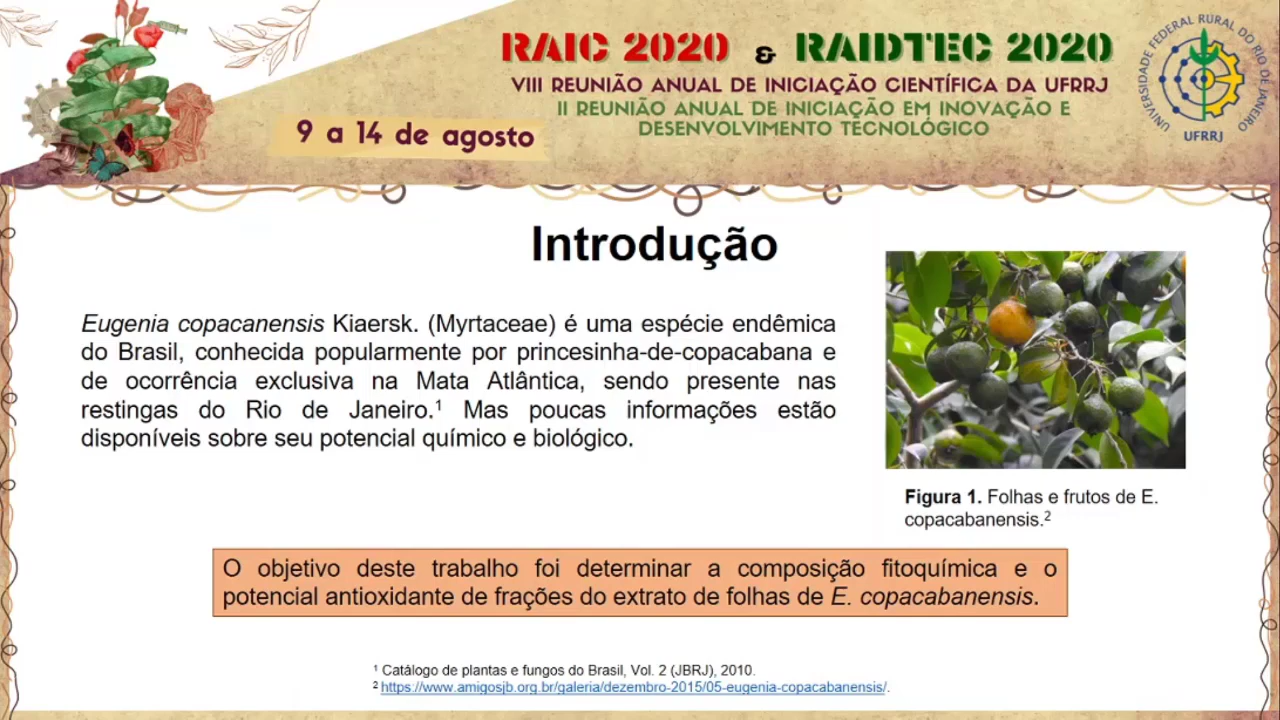 RAIC 2020 & RAIDTEC 2020
VIII REUNIÃO ANUAL DE INICIAÇÃO CIENTÍFICA DA UFRRJ
II REUNIÃO ANUAL DE INICIAÇÃO EM INOVAÇÃO E
DESENVOLVIMENTO TECNOLÓGICO
9 a 14 de agosto
UNIVERSIDADE FEDERAL RURAL DO RIO DE JANEIRO
UFRRJ
Introdução
Eugenia copacanensis Kiaersk. (Myrtaceae) é uma espécie endêmica
do Brasil, conhecida popularmente por princesinha-de-copacabana e
de ocorrência exclusiva na Mata Atlântica, sendo presente nas
restingas do Rio de Janeiro.¹ Mas poucas informações estão
disponíveis sobre seu potencial químico e biológico.
Figura 1. Folhas e frutos de E.
copacabanensis.²
O objetivo deste trabalho foi determinar a composição fitoquímica e o
potencial antioxidante de frações do extrato de folhas de E. copacabanensis.
¹ Catálogo de plantas e fungos do Brasil, Vol. 2 (JBRJ), 2010.
² https://www.amigosjb.org.br/galeria/dezembro-2015/05-eugenia-copacabanensis/.